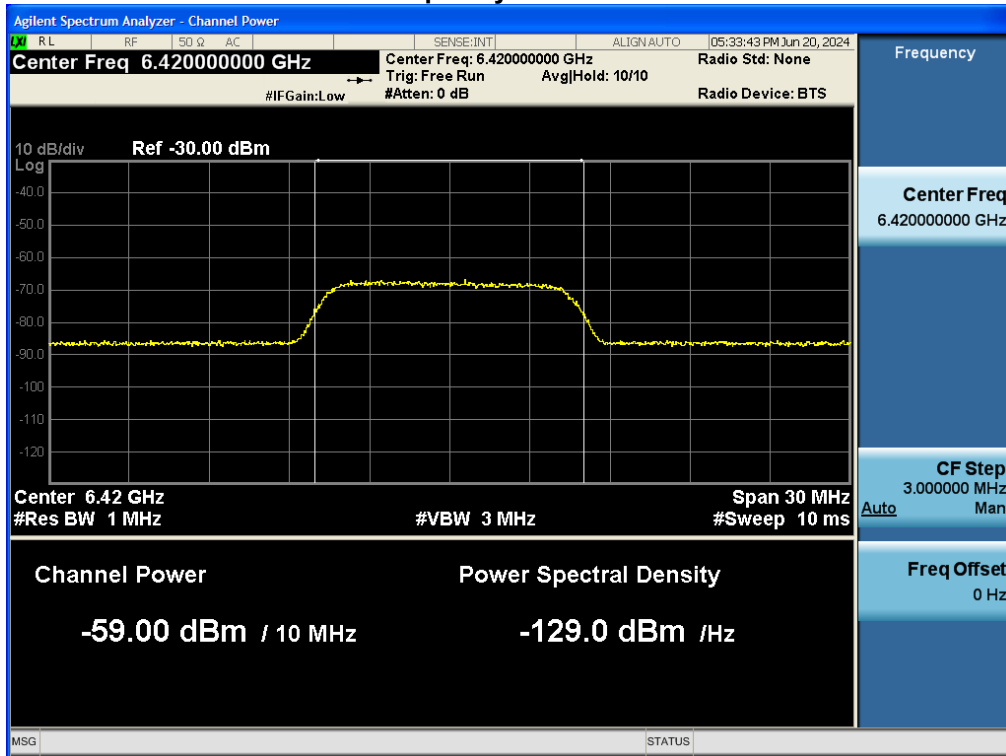 Agilent Spectrum Analyzer - Channel Power
LXI RL RF 50 Ω AC SENSE:INT ALIGN AUTO 05:33:43 PM Jun 20, 2024
Center Freq 6.420000000 GHz
Center Freq: 6.420000000 GHz Radio Std: None
Trig: Free Run Avg|Hold: 10/10
#IFGain:Low #Atten: 0 dB Radio Device: BTS
10 dB/div Ref -30.00 dBm
Log
-40.0
-50.0
-60.0
-70.0
-80.0
-90.0
-100
-110
-120
Center 6.42 GHz Span 30 MHz
#Res BW 1 MHz #VBW 3 MHz #Sweep 10 ms
Channel Power Power Spectral Density
-59.00 dBm / 10 MHz -129.0 dBm /Hz
MSG STATUS
Frequency
Center Freq
6.420000000 GHz
CF Step
3.000000 MHz
Auto Man
Freq Offset
0 Hz